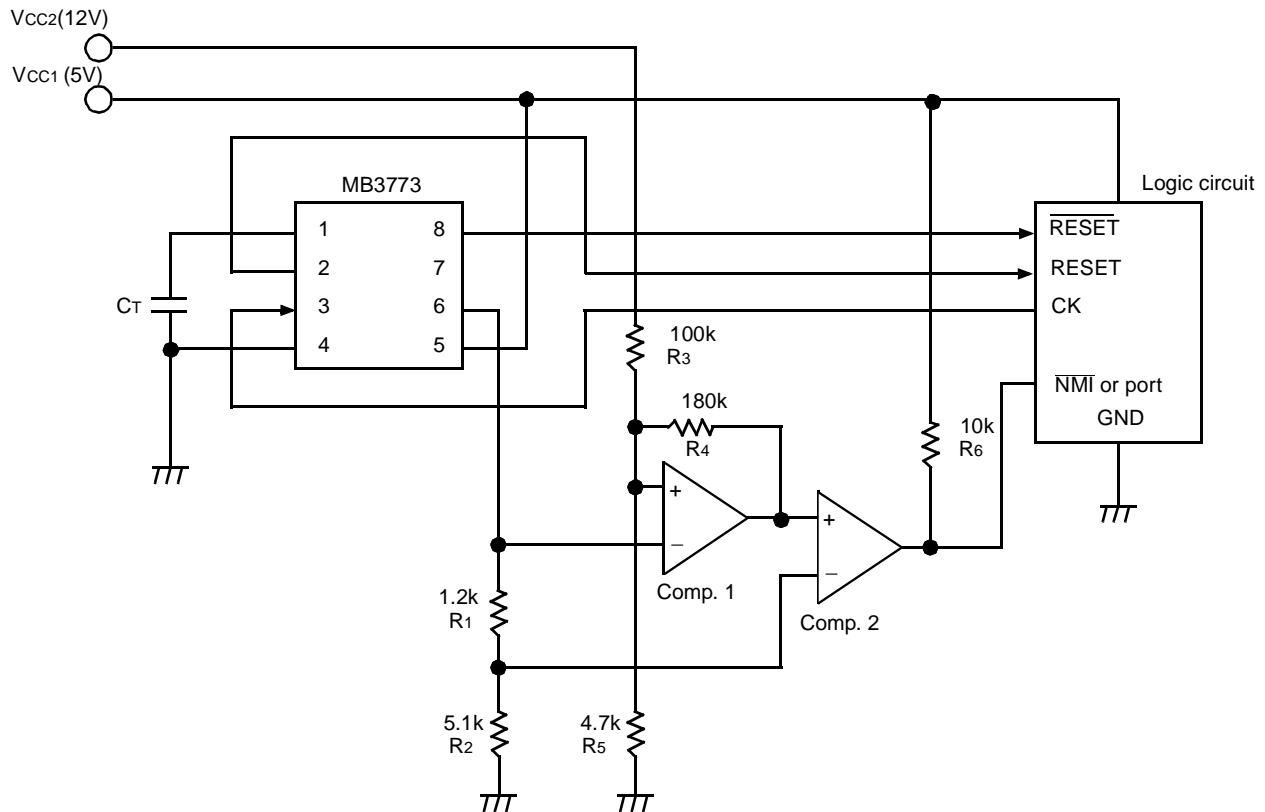 VCC2(12V)
VCC1 (5V)
MB3773
Logic circuit
1
8
RESET
2
7
RESET
CT
3
6
CK
4
5
100k
R3
NMI or port
GND
180k
R4
10k
R6
+
−
Comp. 1
+
−
Comp. 2
1.2k
R1
5.1k
R2
4.7k
R5